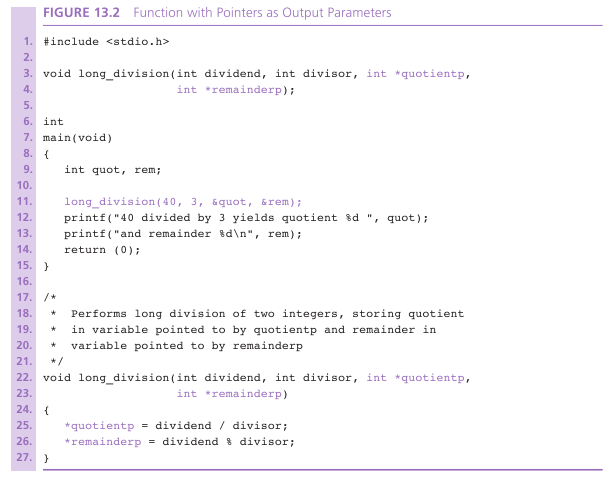 FIGURE 13.2 Function with Pointers as Output Parameters
1. #include <stdio.h>
2.
3. void long_division(int dividend, int divisor, int *quotientp,
4.                    int *remainderp);
5.
6. int
7. main(void)
8. {
9.    int quot, rem;
10.
11.    long_division(40, 3, &quot, &rem);
12.    printf("40 divided by 3 yields quotient %d ", quot);
13.    printf("and remainder %d\n", rem);
14.    return (0);
15. }
16.
17. /*
18.  *  Performs long division of two integers, storing quotient
19.  *  in variable pointed to by quotientp and remainder in
20.  *  variable pointed to by remainderp
21.  */
22. void long_division(int dividend, int divisor, int *quotientp,
23.                    int *remainderp)
24. {
25.    *quotientp = dividend / divisor;
26.    *remainderp = dividend % divisor;
27. }